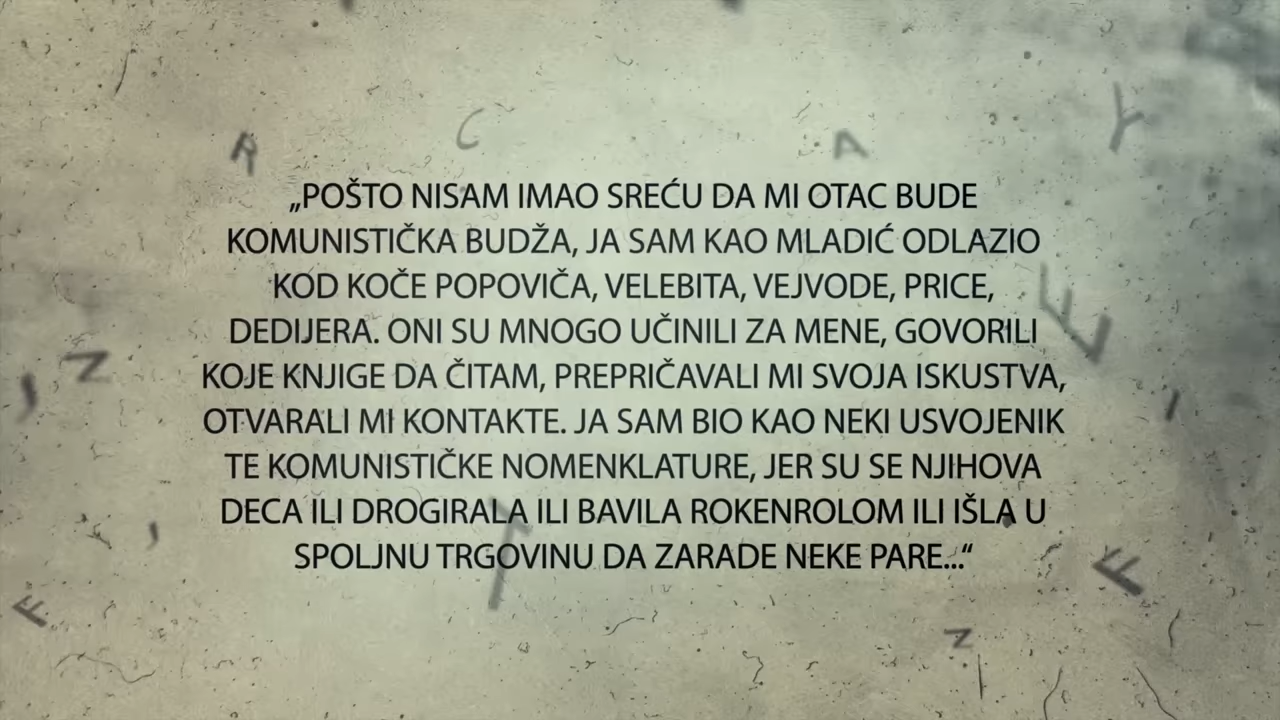 „POŠTO NISAM IMAO SREĆU DA MI OTAC BUDE
KOMUNISTIČKA BUDŽA, JA SAM KAO MLADIĆ ODLAZIO
KOD KOČE POPOVIČA, VELEBITA, VEJVODE, PRICE,
DEDIJERA. ONI SU MNOGO UČINILI ZA MENE, GOVORILI
KOJE KNJIGE DA ČITAM, PREPRIČAVALI MI SVOJA ISKUSTVA,
OTVARALI MI KONTAKTE. JA SAM BIO KAO NEKI USVOJENIK
TE KOMUNISTIČKE NOMENKLATURE, JER SU SE NJIHOVA
DECA ILI DROGIRALA ILI BAVILA ROKENROLOM ILI IŠLA U
SPOLJNU TRGOVINU DA ZARADE NEKE PARE...“